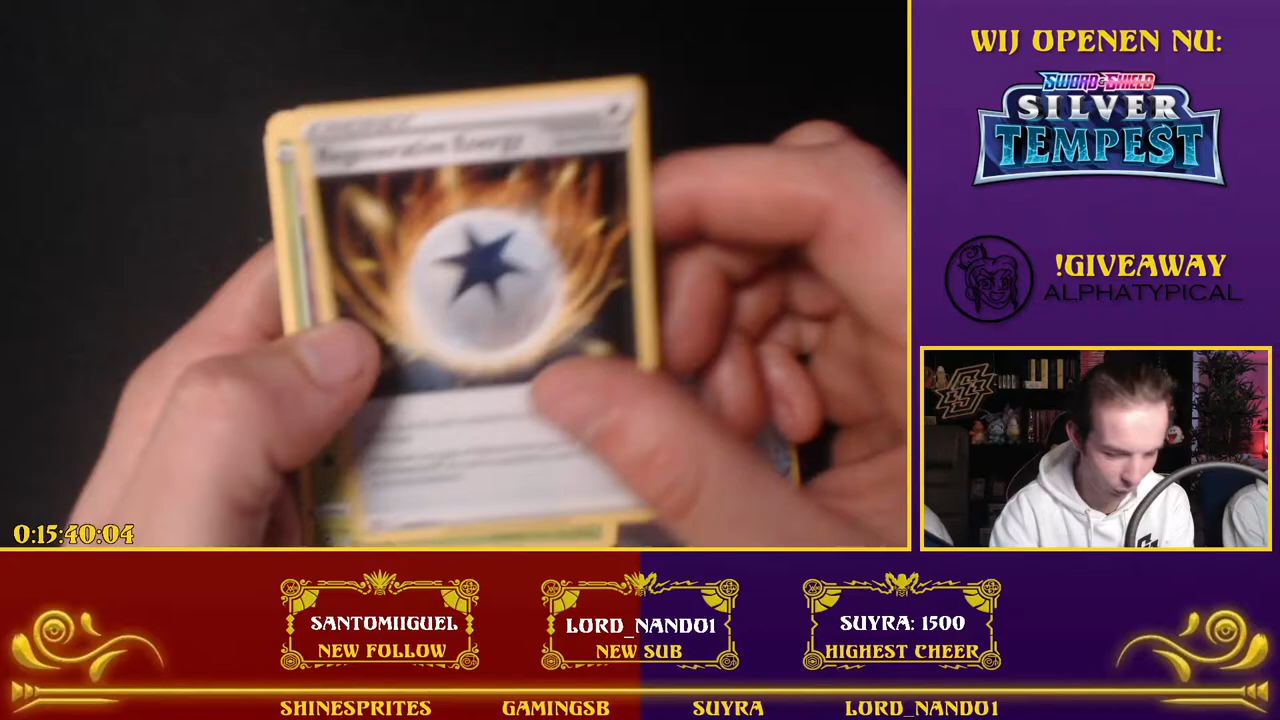 WIJ OPENEN NU:
SWORD & SHIELD
SILVER
TEMPEST
!GIVEAWAY
ALPHATYPICAL
Regenerative Energy
0:15:40:04
SANTOMIIGUEL
NEW FOLLOW
LORD_NANDO1
NEW SUB
SUYRA: 1500
HIGHEST CHEER
SHINESPRITES
GAMINGSB
SUYRA
LORD_NANDO1